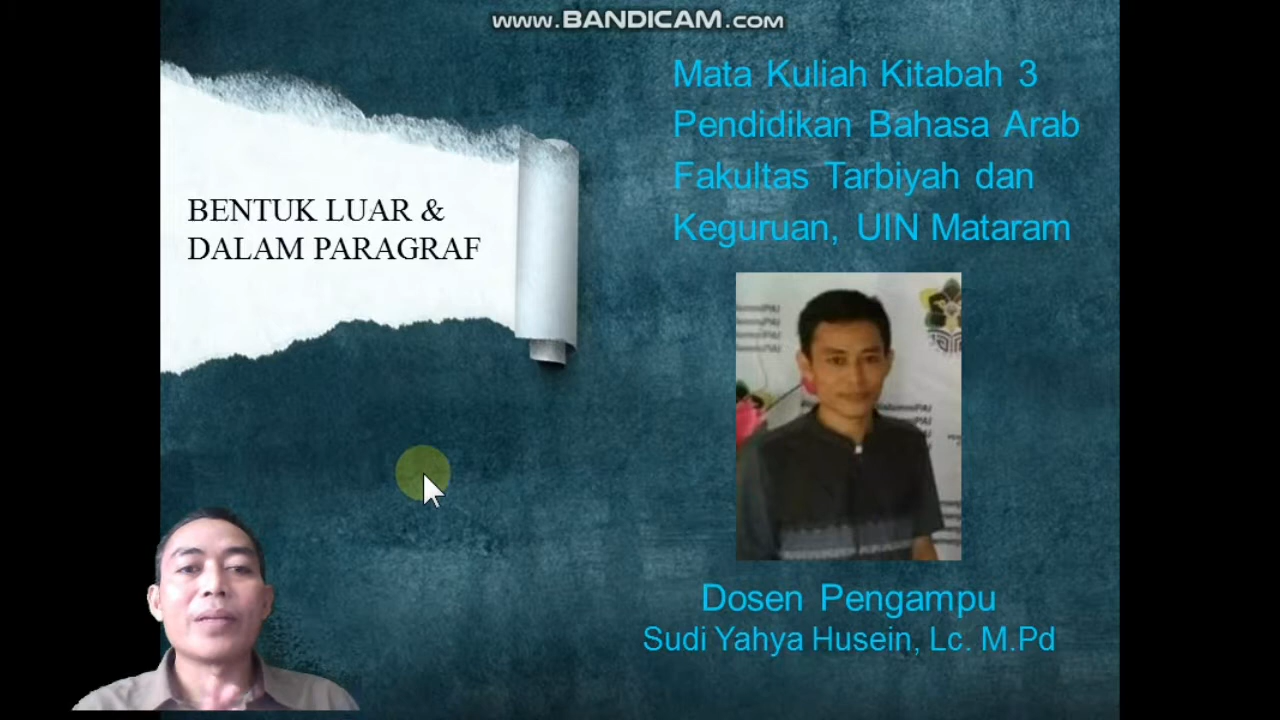 www.BANDICAM.com
BENTUK LUAR &
DALAM PARAGRAF
Mata Kuliah Kitabah 3
Pendidikan Bahasa Arab
Fakultas Tarbiyah dan
Keguruan, UIN Mataram
Dosen Pengampu
Sudi Yahya Husein, Lc. M.Pd